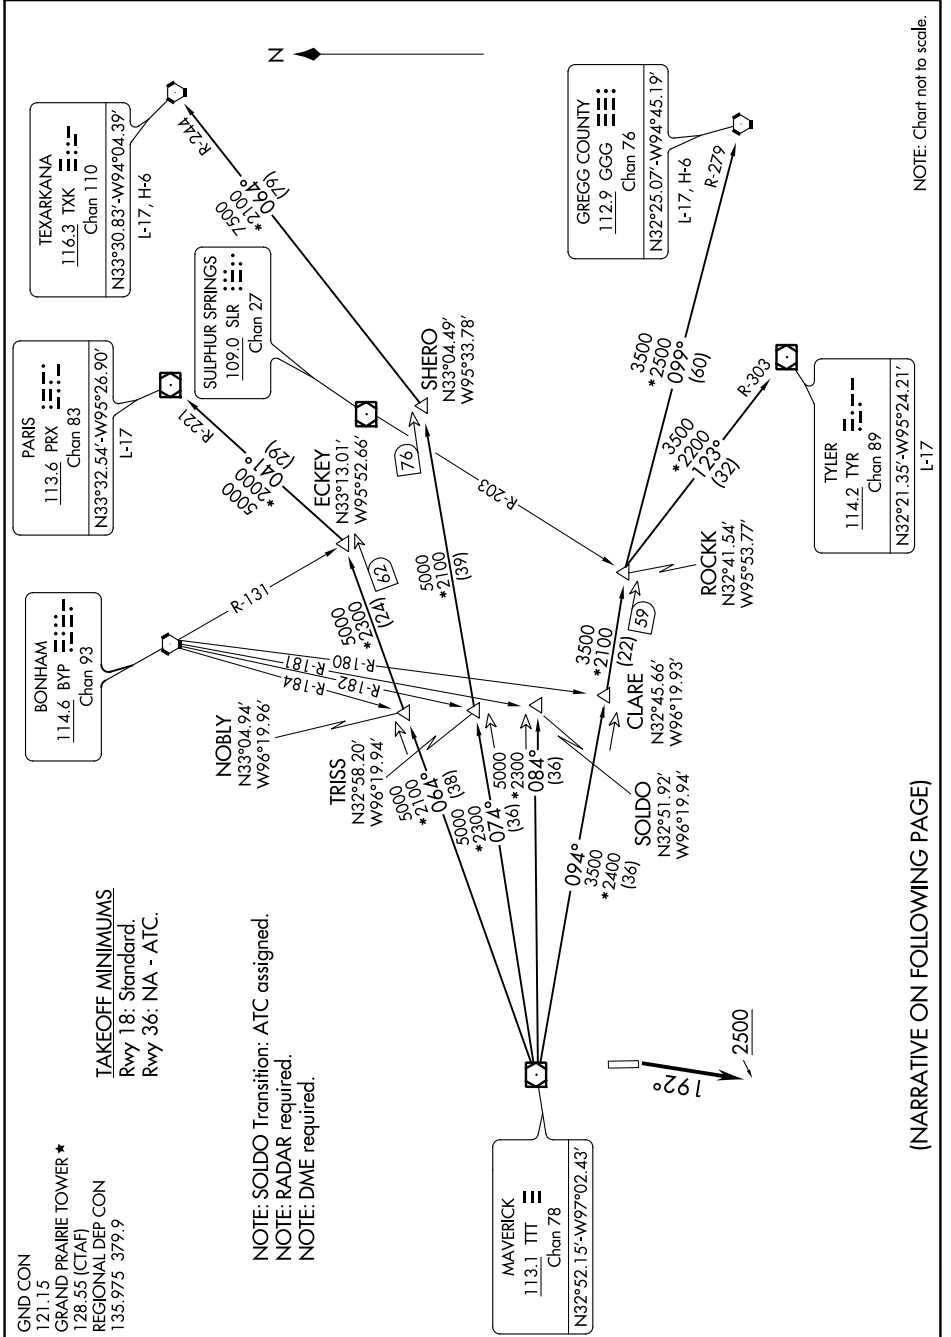 GND CON
121.15
GRAND PRAIRIE TOWER ★
128.55 (CTAF)
REGIONAL DEP CON
135.975 379.9
TAKEOFF MINIMUMS
Rwy 18: Standard.
Rwy 36: NA - ATC.
NOTE: SOLDO Transition: ATC assigned.
NOTE: RADAR required.
NOTE: DME required.
BONHAM
114.6 BYP
Chan 93
PARIS
113.6 PRX
Chan 83
N33°32.54′-W95°26.90′
L-17
TEXARKANA
116.3 TXK
Chan 110
N33°30.83′-W94°04.39′
L-17, H-6
SULPHUR SPRINGS
109.0 SLR
Chan 27
N
R-244
7500
*2100
064°
(79)
R-221
5000
*2000
041°
(29)
R-131
R-184
R-182
R-181
R-180
R-203
ECKEY
N33°13.01′
W95°52.66′
62
5000
*2300
(24)
SHERO
N33°04.49′
W95°33.78′
76
5000
*2100
(39)
NOBLY
N33°04.94′
W96°19.96′
TRISS
N32°58.20′
W96°19.94′
5000
*2100
064°
(38)
5000
*2300
074°
(36)
5000
*2300
084°
(36)
094°
3500
*2400
(36)
SOLDO
N32°51.92′
W96°19.94′
CLARE
N32°45.66′
W96°19.93′
3500
*2100
(22)
59
ROCKK
N32°41.54′
W95°53.77′
3500
*2500
099°
(60)
R-279
3500
*2200
123°
(32)
R-303
GREGG COUNTY
112.9 GGG
Chan 76
N32°25.07′-W94°45.19′
L-17, H-6
TYLER
114.2 TYR
Chan 89
N32°21.35′-W95°24.21′
L-17
MAVERICK
113.1 TTT
Chan 78
N32°52.15′-W97°02.43′
192°
2500
NOTE: Chart not to scale.
(NARRATIVE ON FOLLOWING PAGE)